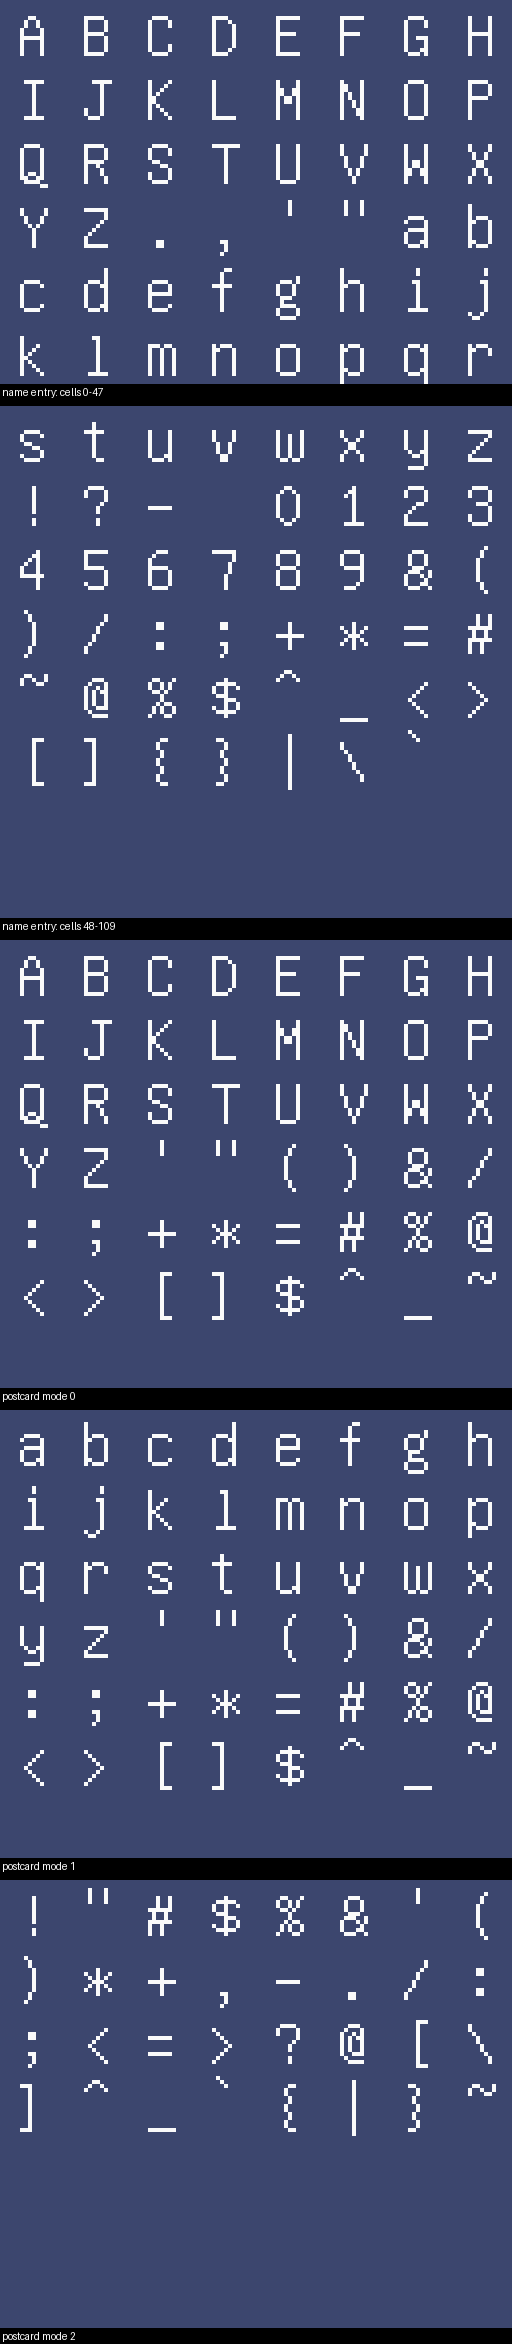 A B C D E F G H
I J K L M N O P
Q R S T U V W X
Y Z . , ' " a b
c d e f g h i j
k l m n o p q r
name entry: cells 0-47
s t u v w x y z
! ? - 0 1 2 3
4 5 6 7 8 9 & (
) / : ; + * = #
~ @ % $ ^ _ < >
[ ] { } | \ `
name entry: cells 48-109
A B C D E F G H
I J K L M N O P
Q R S T U V W X
Y Z ' " ( ) & /
: ; + * = # % @
< > [ ] $ ^ _ ~
postcard mode 0
a b c d e f g h
i j k l m n o p
q r s t u v w x
y z ' " ( ) & /
: ; + * = # % @
< > [ ] $ ^ _ ~
postcard mode 1
! " # $ % & ' (
) * + , - . / :
; < = > ? @ [ \
] ^ _ ` { | } ~
postcard mode 2